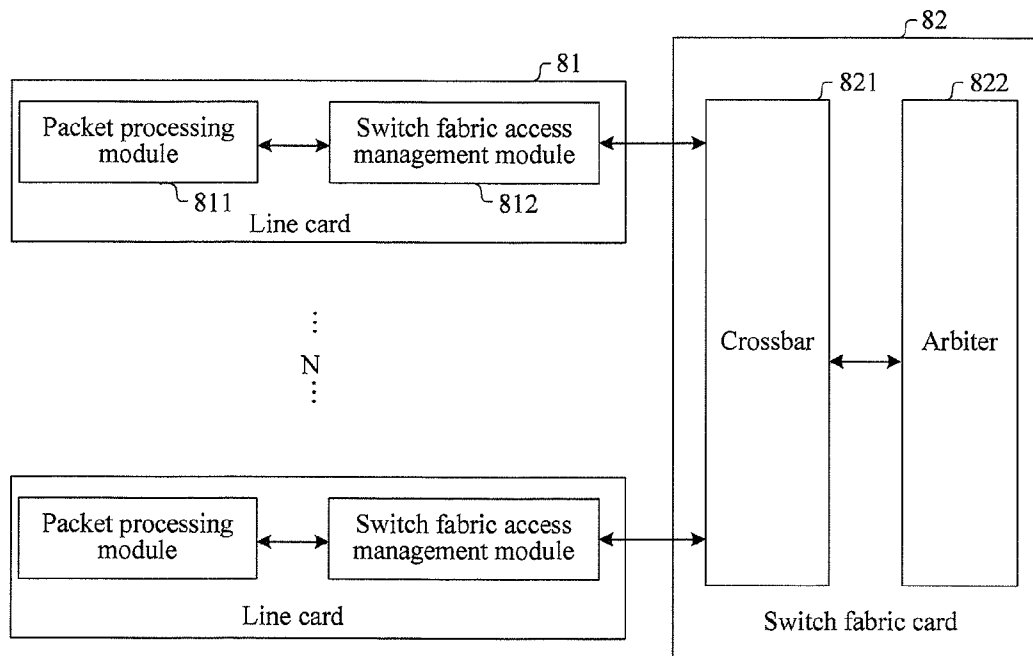 82
81
821
822
Packet processing
module
Switch fabric access
management module
811
812
Line card
Crossbar
Arbiter
...
N
...
Packet processing
module
Switch fabric access
management module
Line card
Switch fabric card